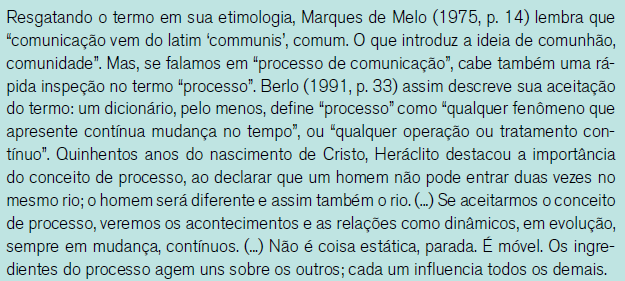 Resgatando o termo em sua etimologia, Marques de Melo (1975, p. 14) lembra que
“comunicação vem do latim ‘communis’, comum. O que introduz a ideia de comunhão,
comunidade”. Mas, se falamos em “processo de comunicação”, cabe também uma rá-
pida inspeção no termo “processo”. Berlo (1991, p. 33) assim descreve sua aceitação
do termo: um dicionário, pelo menos, define “processo” como “qualquer fenômeno que
apresente contínua mudança no tempo”, ou “qualquer operação ou tratamento con-
tínuo”. Quinhentos anos do nascimento de Cristo, Heráclito destacou a importância
do conceito de processo, ao declarar que um homem não pode entrar duas vezes no
mesmo rio; o homem será diferente e assim também o rio. (...) Se aceitarmos o conceito
de processo, veremos os acontecimentos e as relações como dinâmicos, em evolução,
sempre em mudança, contínuos. (...) Não é coisa estática, parada. É móvel. Os ingre-
dientes do processo agem uns sobre os outros; cada um influencia todos os demais.